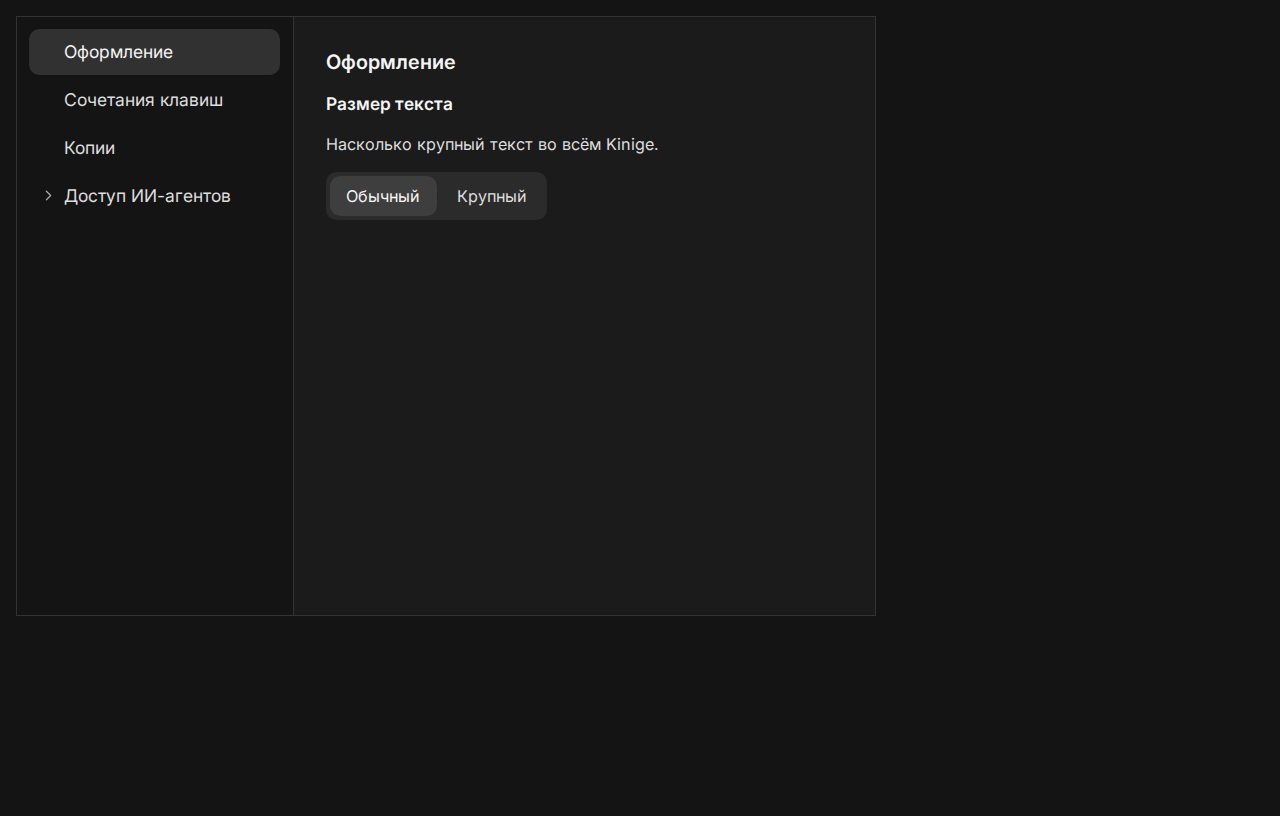 Оформление
Сочетания клавиш
Копии
Доступ ИИ-агентов
Оформление
Размер текста
Насколько крупный текст во всём Kinige.
Обычный
Крупный